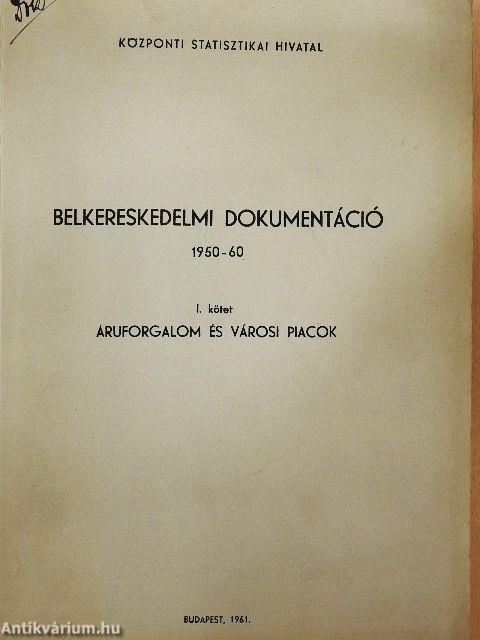 KÖZPONTI STATISZTIKAI HIVATAL
BELKERESKEDELMI DOKUMENTÁCIÓ
1950-60
I. kötet
ÁRUFORGALOM ÉS VÁROSI PIACOK
BUDAPEST, 1961.
Antikvárium.hu